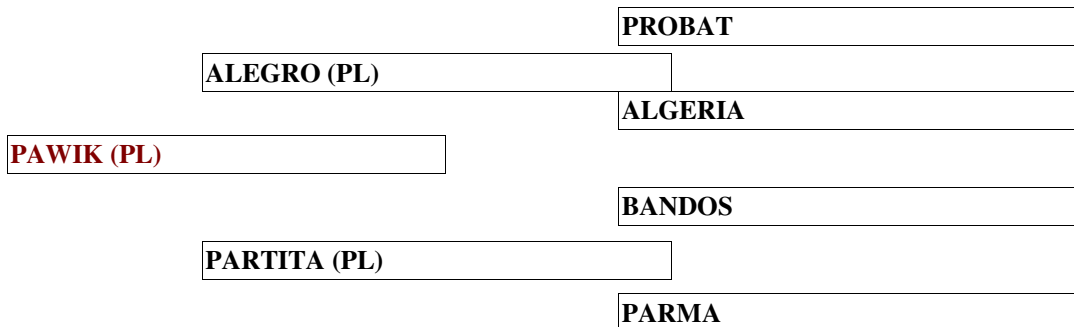 PROBAT
ALEGRO (PL)
ALGERIA
PAWIK (PL)
BANDOS
PARTITA (PL)
PARMA